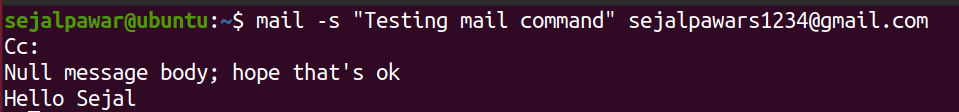 sejalpawar@ubuntu:~$ mail -s "Testing mail command" sejalpawars1234@gmail.com
Cc:
Null message body; hope that's ok
Hello Sejal